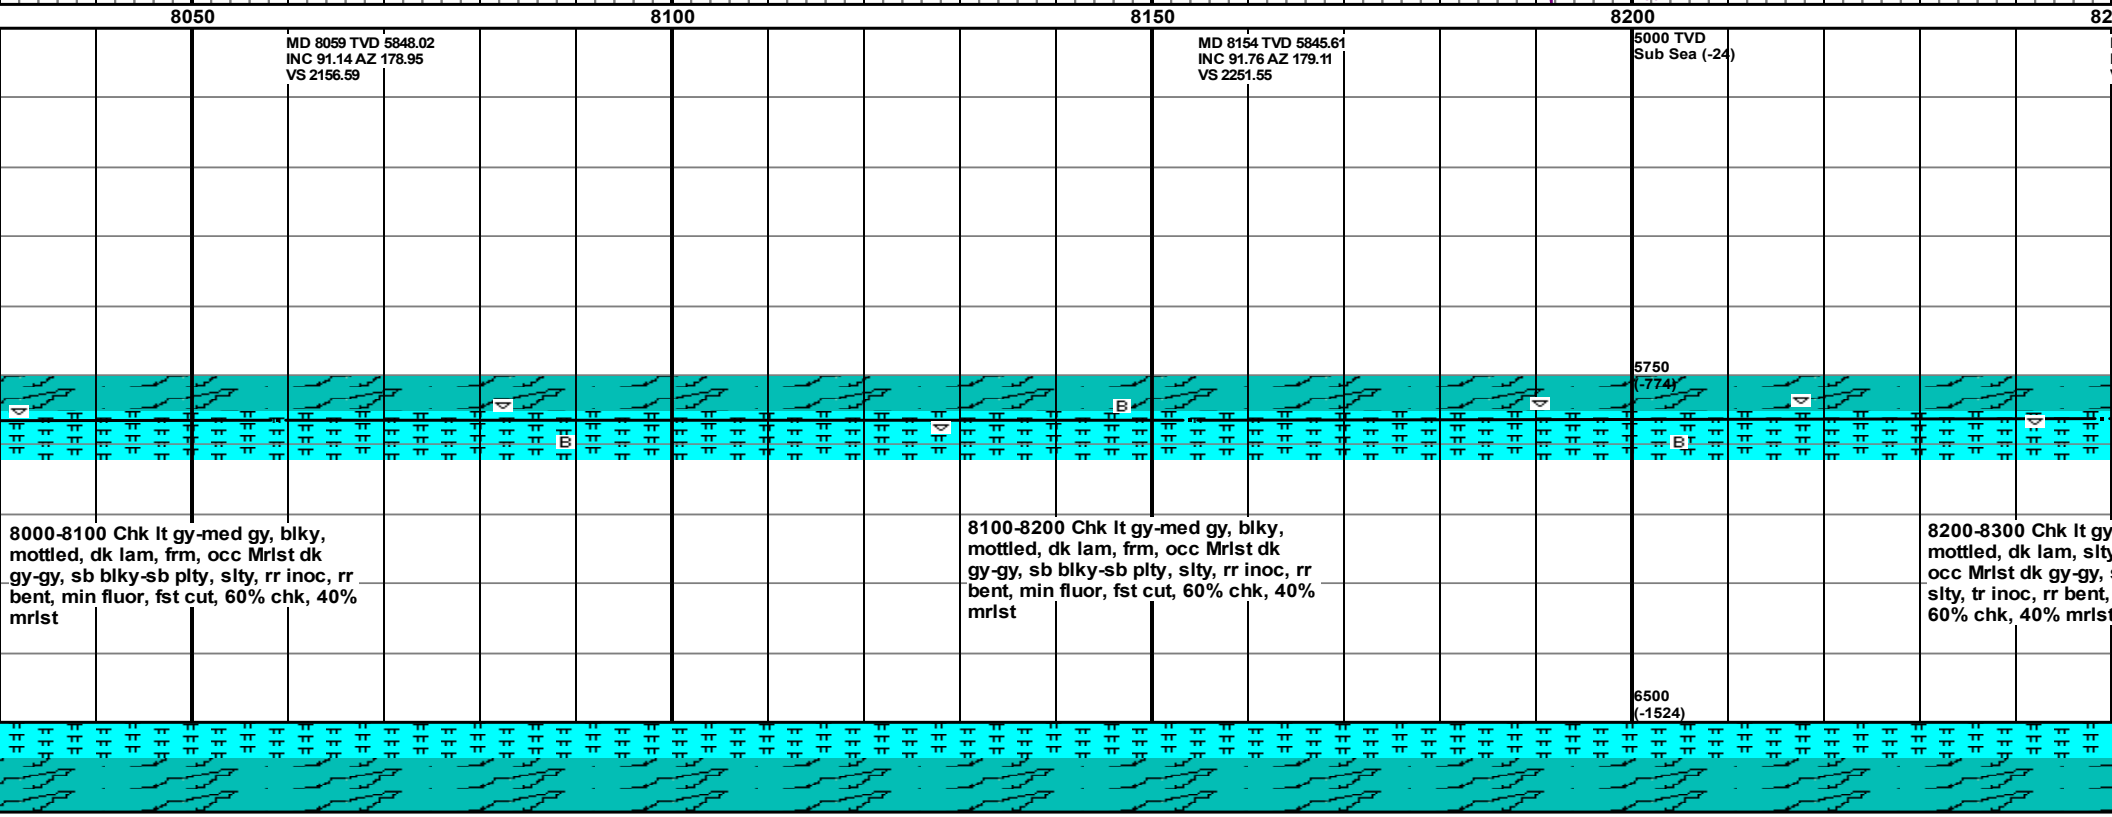 8050
8100
8150
8200
82
MD 8059 TVD 5848.02
INC 91.14 AZ 178.95
VS 2156.59
MD 8154 TVD 5845.61
INC 91.76 AZ 179.11
VS 2251.55
5000 TVD
Sub Sea (-24)
5750
(-774)
B
B
B
8000-8100 Chk lt gy-med gy, blky,
mottled, dk lam, frm, occ Mrlst dk
gy-gy, sb blky-sb plty, slty, rr inoc, rr
bent, min fluor, fst cut, 60% chk, 40%
mrlst
8100-8200 Chk lt gy-med gy, blky,
mottled, dk lam, frm, occ Mrlst dk
gy-gy, sb blky-sb plty, slty, rr inoc, rr
bent, min fluor, fst cut, 60% chk, 40%
mrlst
8200-8300 Chk lt gy
mottled, dk lam, slty
occ Mrlst dk gy-gy,
slty, tr inoc, rr bent,
60% chk, 40% mrlst
6500
(-1524)